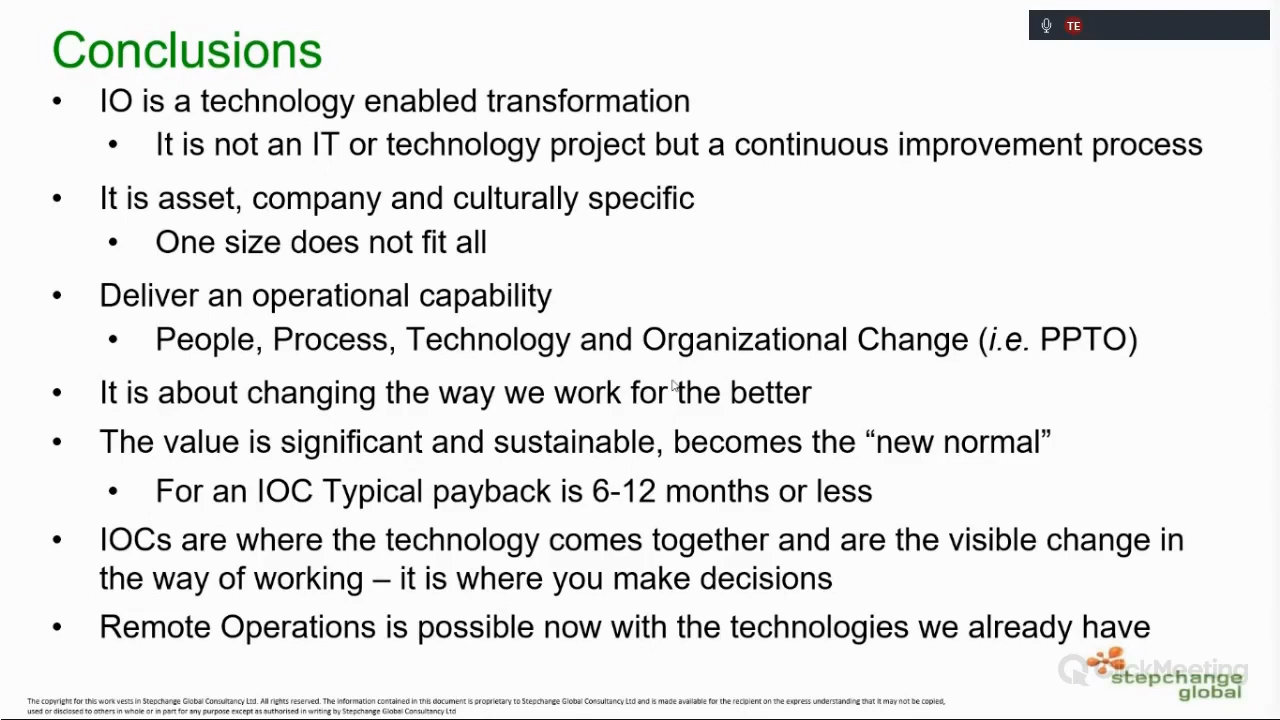 TE
Conclusions
• IO is a technology enabled transformation
• It is not an IT or technology project but a continuous improvement process
• It is asset, company and culturally specific
• One size does not fit all
• Deliver an operational capability
• People, Process, Technology and Organizational Change (i.e. PPTO)
• It is about changing the way we work for the better
• The value is significant and sustainable, becomes the “new normal”
• For an IOC Typical payback is 6-12 months or less
• IOCs are where the technology comes together and are the visible change in
the way of working – it is where you make decisions
• Remote Operations is possible now with the technologies we already have
ClickMeeting
stepchange
global
The copyright for this work vests in Stepchange Global Consultancy Ltd. All rights reserved. The information contained in this document is proprietary to Stepchange Global Consultancy Ltd and is made available for the recipient on the express understanding that it may not be copied,
used or disclosed to others in whole or in part for any purpose except as authorised in writing by Stepchange Global Consultancy Ltd